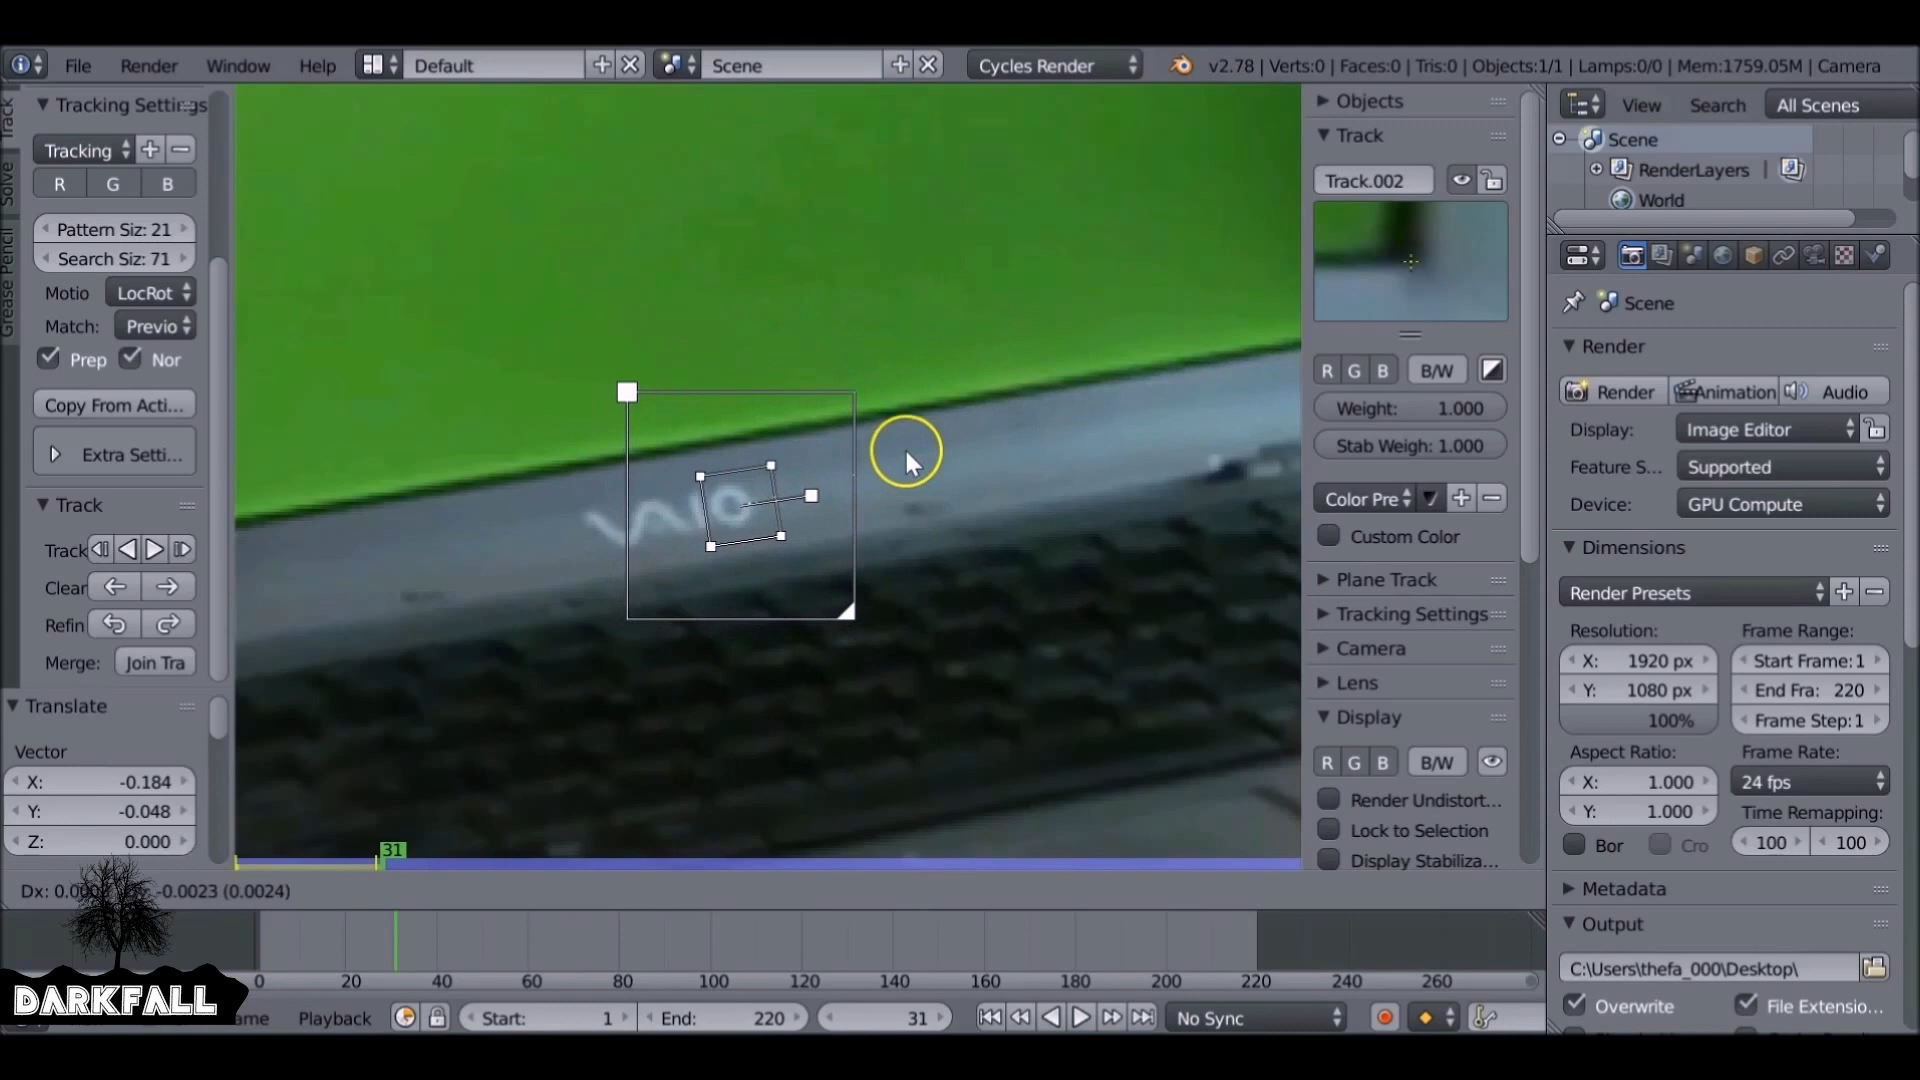 File Render Window Help Default Scene Cycles Render v2.78 | Verts:0 | Faces:0 | Tris:0 | Objects:1/1 | Lamps:0/0 | Mem:1759.05M | Camera
Track
Solve
Grease Pencil
Tracking Settings
Tracking
R G B
Pattern Siz: 21
Search Siz: 71
Motio LocRot
Match: Previo
Prep Nor
Copy From Acti...
Extra Setti...
Track
Track
Clear
Refin
Merge: Join Tra
Translate
Vector
X: -0.184
Y: -0.048
Z: 0.000
VAIO
31
-0.0023 (0.0024)
Objects
Track
Track.002
R G B B/W
Weight: 1.000
Stab Weigh: 1.000
Color Pre
Custom Color
Plane Track
Tracking Settings
Camera
Lens
Display
R G B B/W
Render Undistort...
Lock to Selection
Display Stabiliza...
View Search All Scenes
Scene
RenderLayers
World
Scene
Render
Render Animation Audio
Display: Image Editor
Feature S... Supported
Device: GPU Compute
Dimensions
Render Presets
Resolution: Frame Range:
X: 1920 px Start Frame: 1
Y: 1080 px End Fra: 220
100% Frame Step: 1
Aspect Ratio: Frame Rate:
X: 1.000 24 fps
Y: 1.000 Time Remapping:
Bor Cro 100 100
Metadata
Output
C:\Users\thefa_000\Desktop\
Overwrite File Extensio...
0 20 40 60 80 100 120 140 160 180 200 220 240 260
DARKFALL
Playback Start: 1 End: 220 31 No Sync